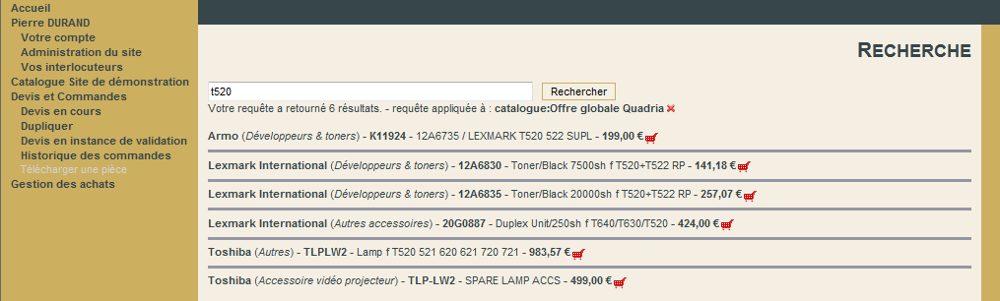 Accueil
Pierre DURAND
Votre compte
Administration du site
Vos interlocuteurs
Catalogue Site de démonstration
Devis et Commandes
Devis en cours
Dupliquer
Devis en instance de validation
Historique des commandes
Télécharger une pièce
Gestion des achats
RECHERCHE
t520
Rechercher
Votre requête a retourné 6 résultats. - requête appliquée à : catalogue:Offre globale Quadria
Armo (Développeurs & toners) - K11924 - 12A6735 / LEXMARK T520 522 SUPL - 199,00 €
Lexmark International (Développeurs & toners) - 12A6830 - Toner/Black 7500sh f T520+T522 RP - 141,18 €
Lexmark International (Développeurs & toners) - 12A6835 - Toner/Black 20000sh f T520+T522 RP - 257,07 €
Lexmark International (Autres accessoires) - 20G0887 - Duplex Unit/250sh f T640/T630/T520 - 424,00 €
Toshiba (Autres) - TLPLW2 - Lamp f T520 521 620 621 720 721 - 983,57 €
Toshiba (Accessoire vidéo projecteur) - TLP-LW2 - SPARE LAMP ACCS - 499,00 €